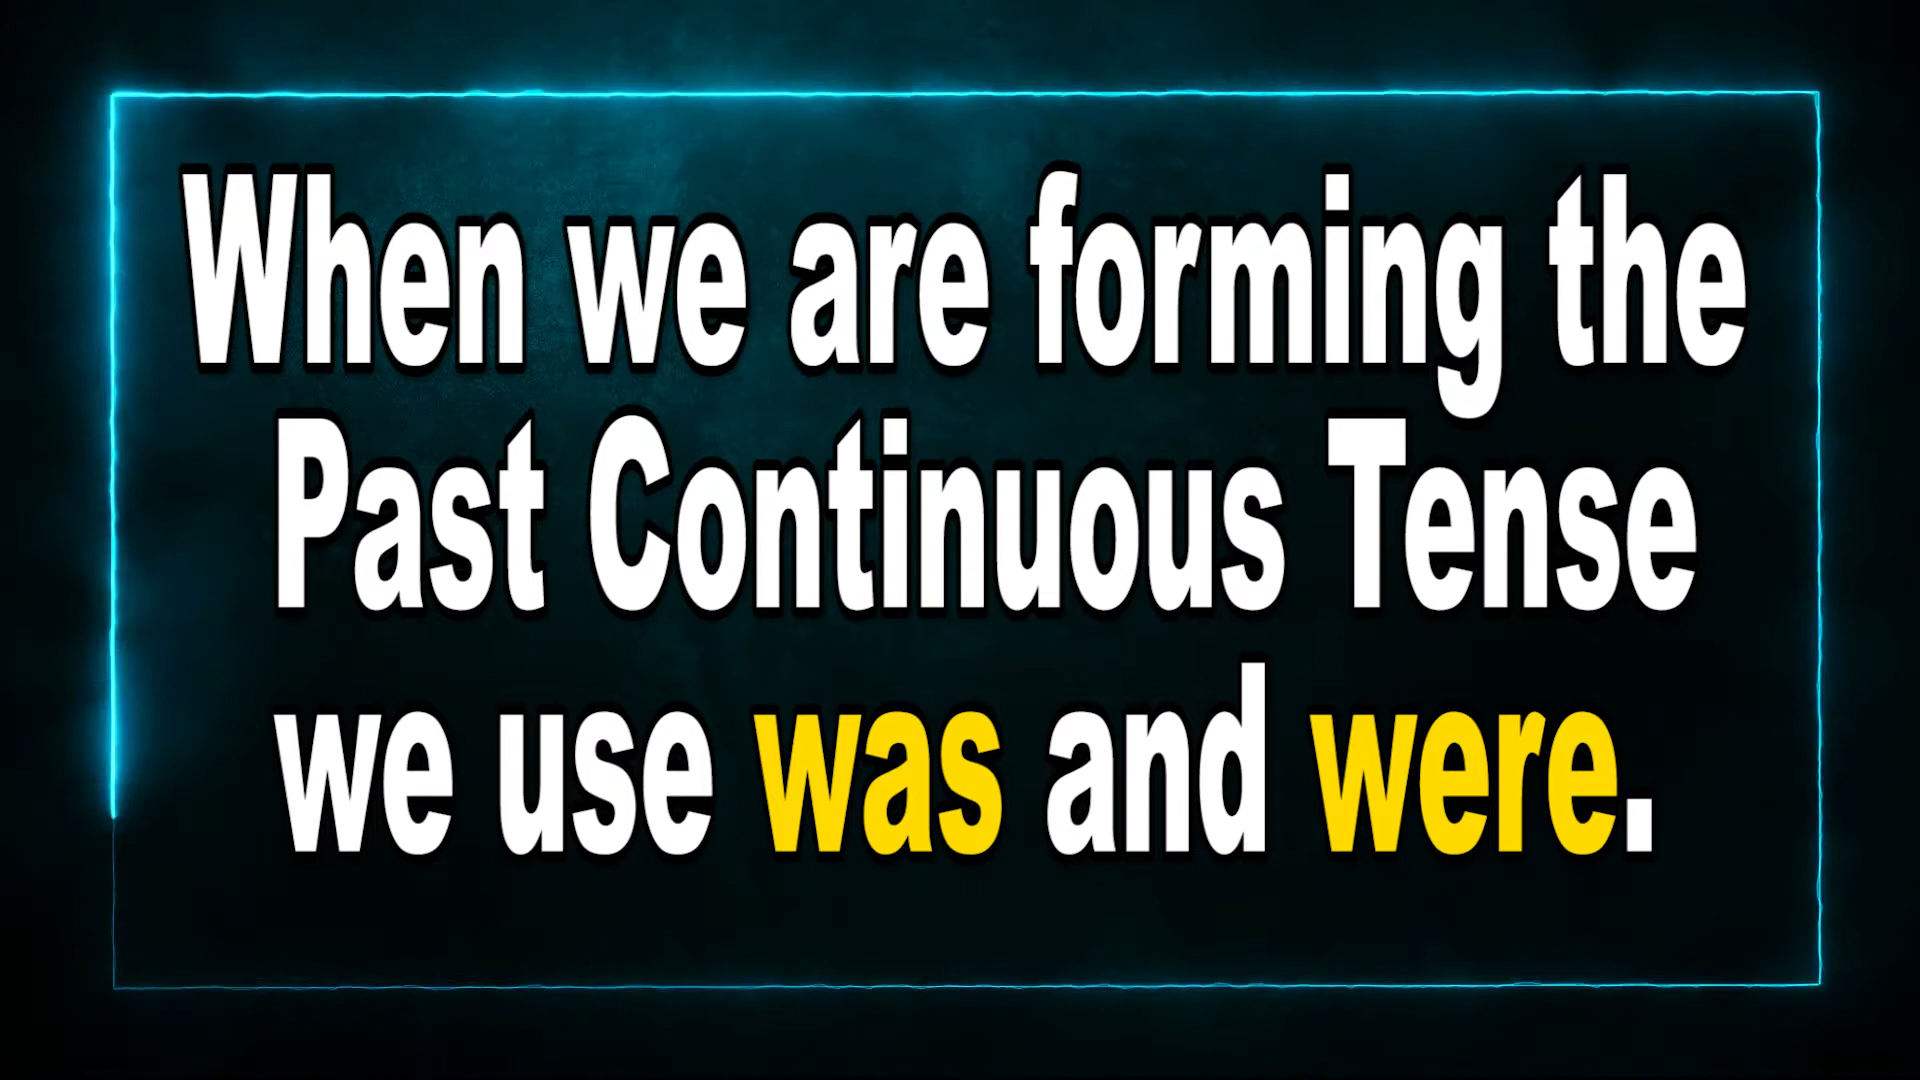 When we are forming the
Past Continuous Tense
we use was and were.